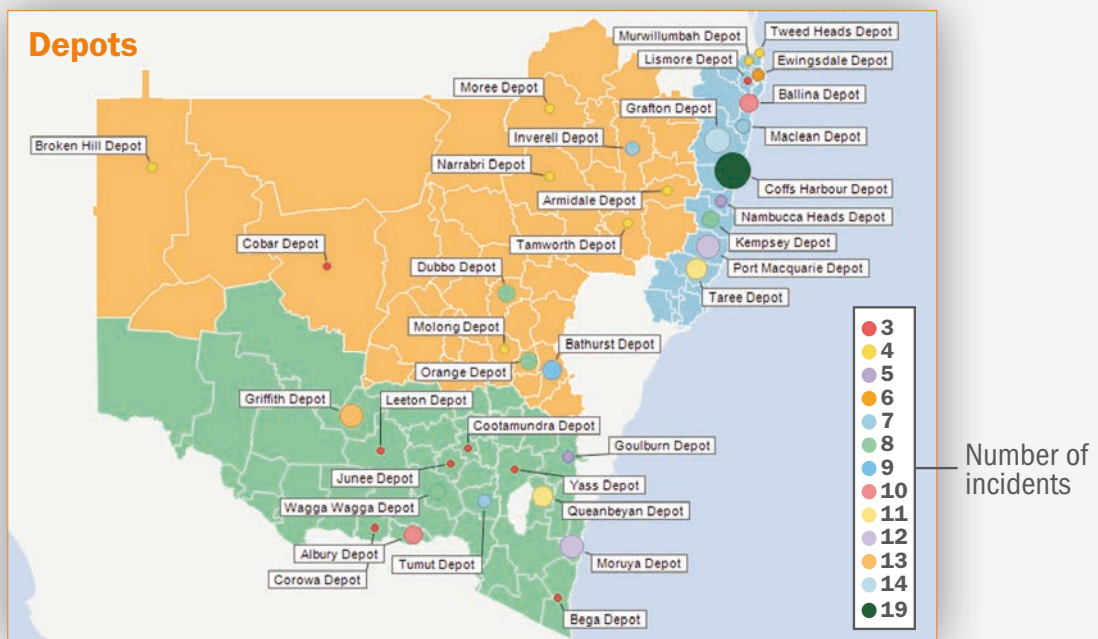 Depots
Murwillumbah Depot
Tweed Heads Depot
Lismore Depot
Ewingsdale Depot
Moree Depot
Ballina Depot
Grafton Depot
Maclean Depot
Inverell Depot
Broken Hill Depot
Narrabri Depot
Coffs Harbour Depot
Armidale Depot
Nambucca Heads Depot
Cobar Depot
Tamworth Depot
Kempsey Depot
Dubbo Depot
Port Macquarie Depot
Taree Depot
Molong Depot
Bathurst Depot
Orange Depot
Griffith Depot
Leeton Depot
Cootamundra Depot
Goulburn Depot
Junee Depot
Yass Depot
Wagga Wagga Depot
Queanbeyan Depot
Albury Depot
Tumut Depot
Moruya Depot
Corowa Depot
Bega Depot
3
4
5
6
7
8
9
10
11
12
13
14
19
Number of
incidents